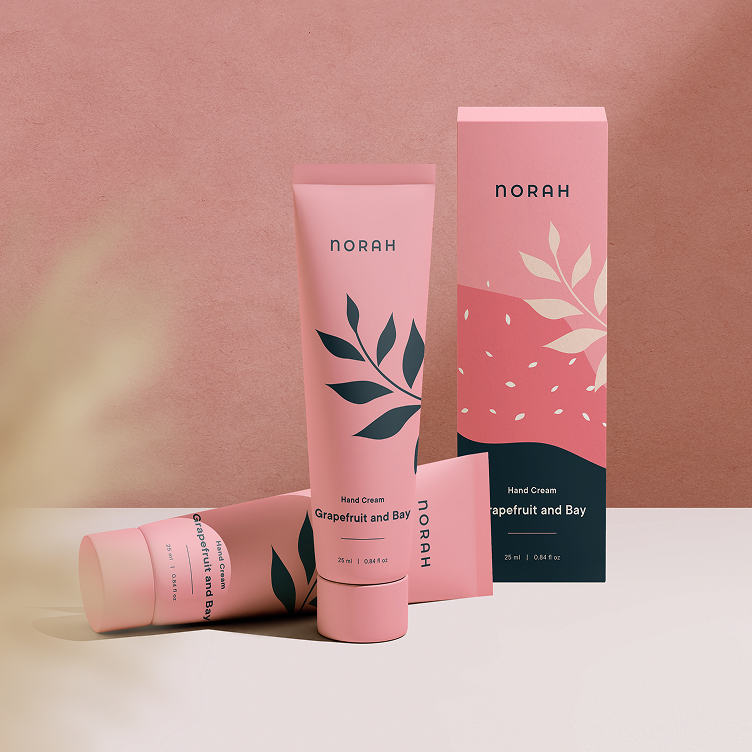 NORAH
Hand Cream
Grapefruit and Bay
25 ml | 0.84 fl oz
NORAH
Hand Cream
rapefruit and Bay
25 ml | 0.84 fl oz
NORAH
Hand Cream
Grapefruit and Bay
25 ml | 0.84 fl oz